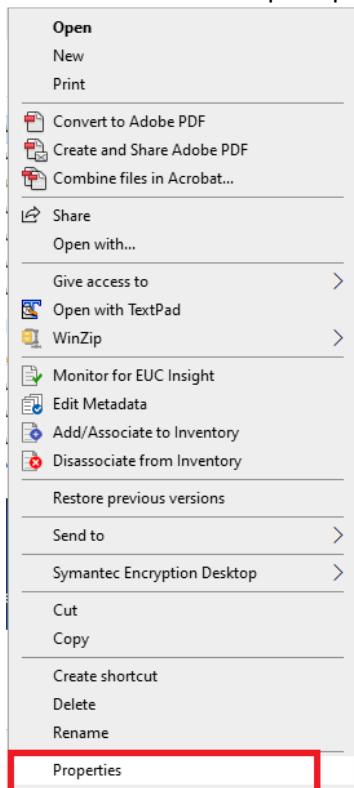 Open
New
Print
Convert to Adobe PDF
Create and Share Adobe PDF
Combine files in Acrobat...
Share
Open with...
Give access to
Open with TextPad
WinZip
Monitor for EUC Insight
Edit Metadata
Add/Associate to Inventory
Disassociate from Inventory
Restore previous versions
Send to
Symantec Encryption Desktop
Cut
Copy
Create shortcut
Delete
Rename
Properties